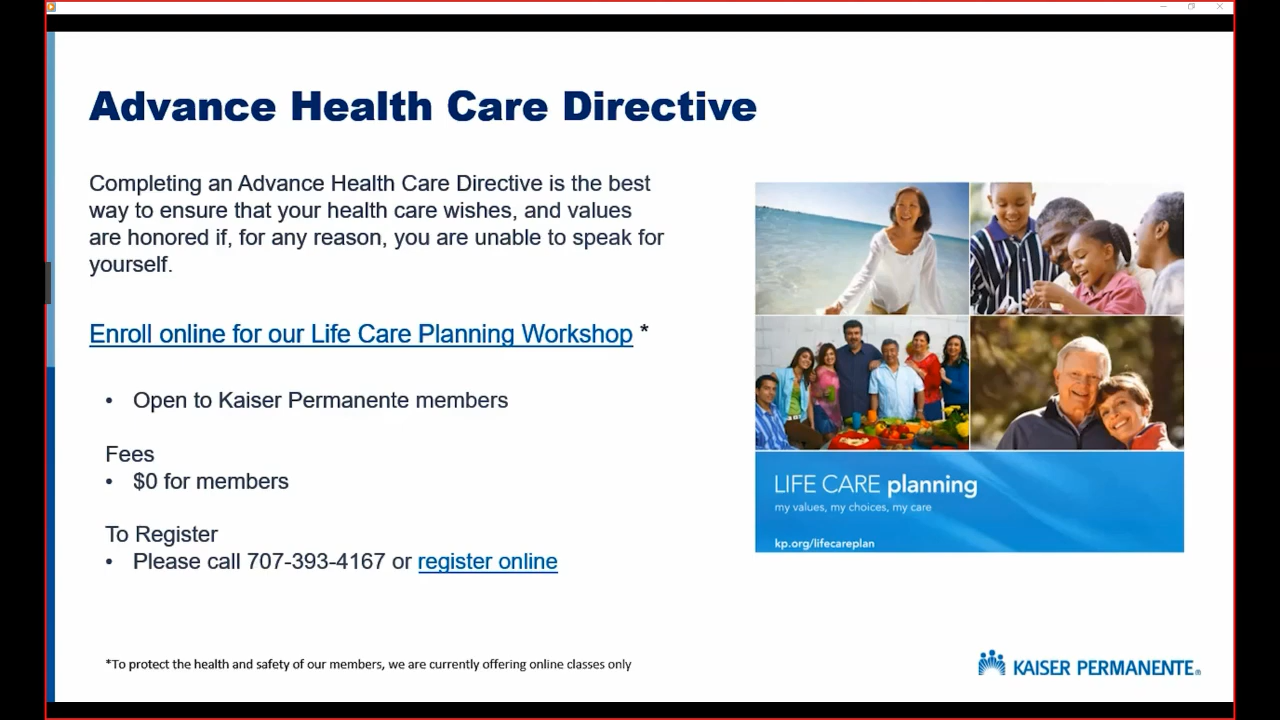 Advance Health Care Directive
Completing an Advance Health Care Directive is the best
way to ensure that your health care wishes, and values
are honored if, for any reason, you are unable to speak for
yourself.
Enroll online for our Life Care Planning Workshop *
• Open to Kaiser Permanente members
Fees
• $0 for members
To Register
• Please call 707-393-4167 or register online
*To protect the health and safety of our members, we are currently offering online classes only
LIFE CARE planning
my values, my choices, my care
kp.org/lifecareplan
KAISER PERMANENTE®